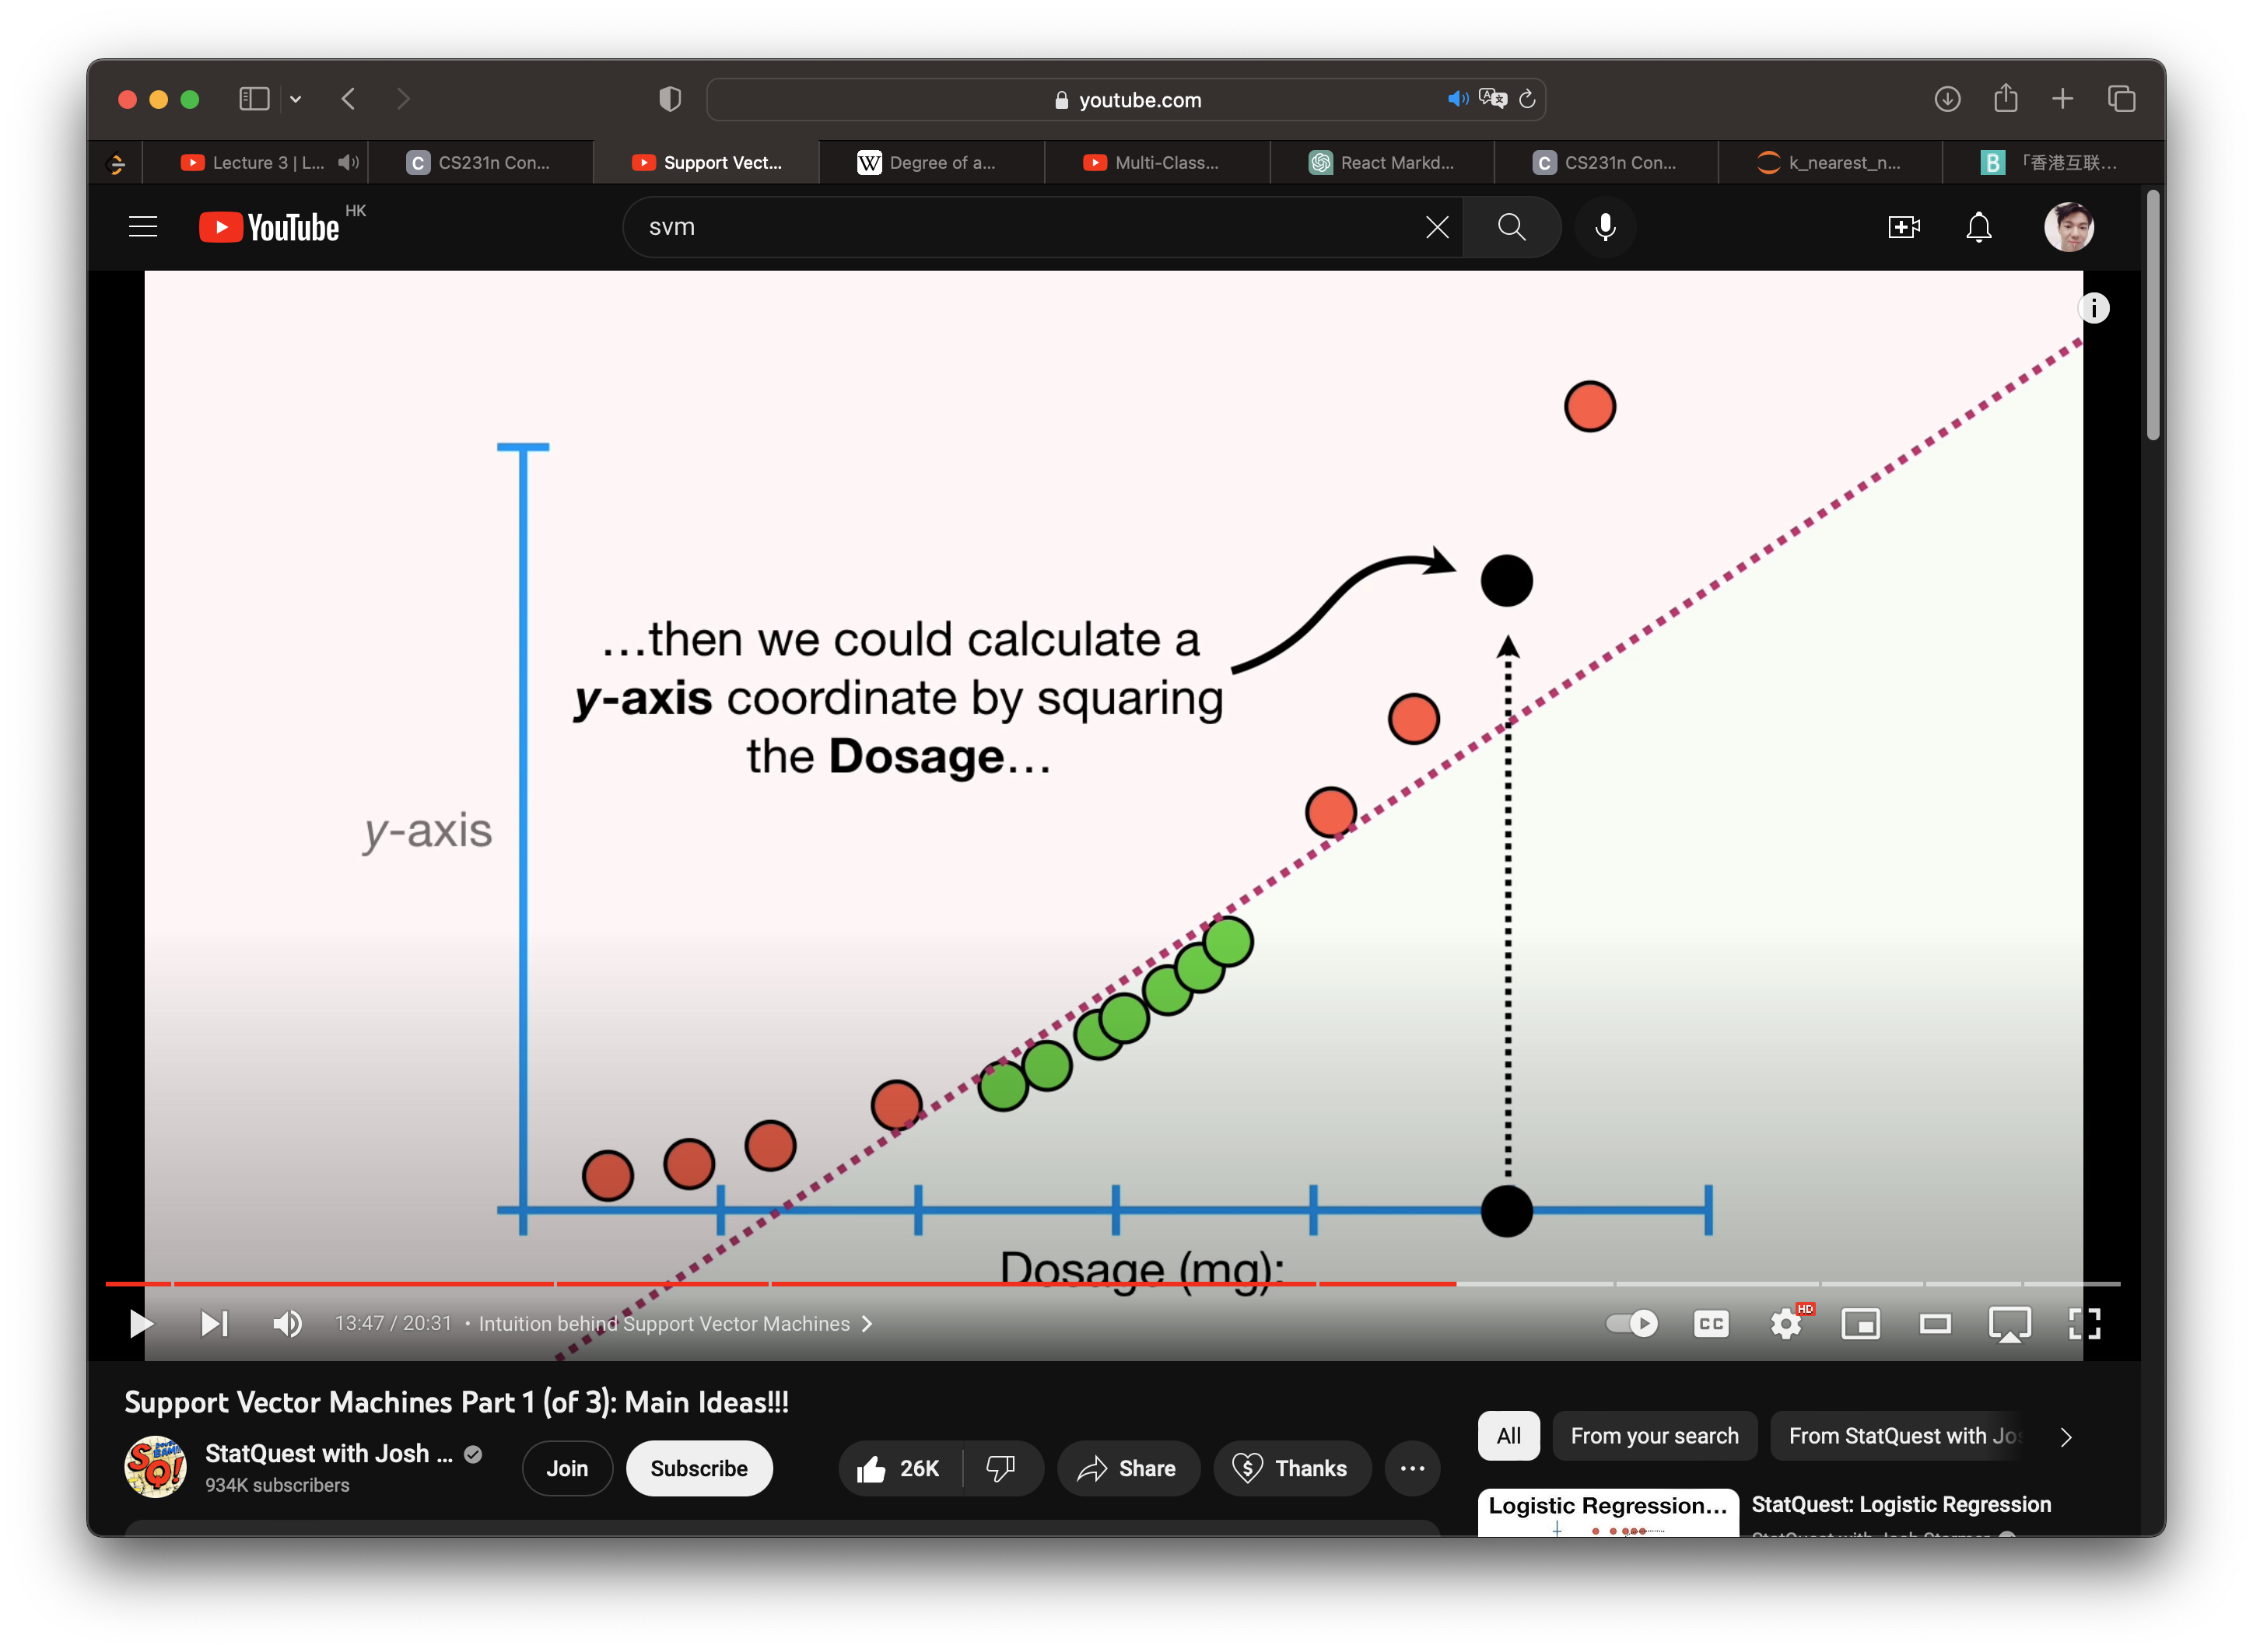 youtube.com
Lecture 3 | L...
CS231n Con...
Support Vect...
Degree of a...
Multi-Class...
React Markd...
CS231n Con...
k_nearest_n...
「香港互联...
YouTube HK
svm
...then we could calculate a
y-axis coordinate by squaring
the Dosage...
y-axis
Dosage (mg):
13:47 / 20:31 • Intuition behind Support Vector Machines
CC
HD
Support Vector Machines Part 1 (of 3): Main Ideas!!!
StatQuest with Josh ...
934K subscribers
Join
Subscribe
26K
Share
Thanks
All
From your search
From StatQuest with Jos
Logistic Regression...
StatQuest: Logistic Regression